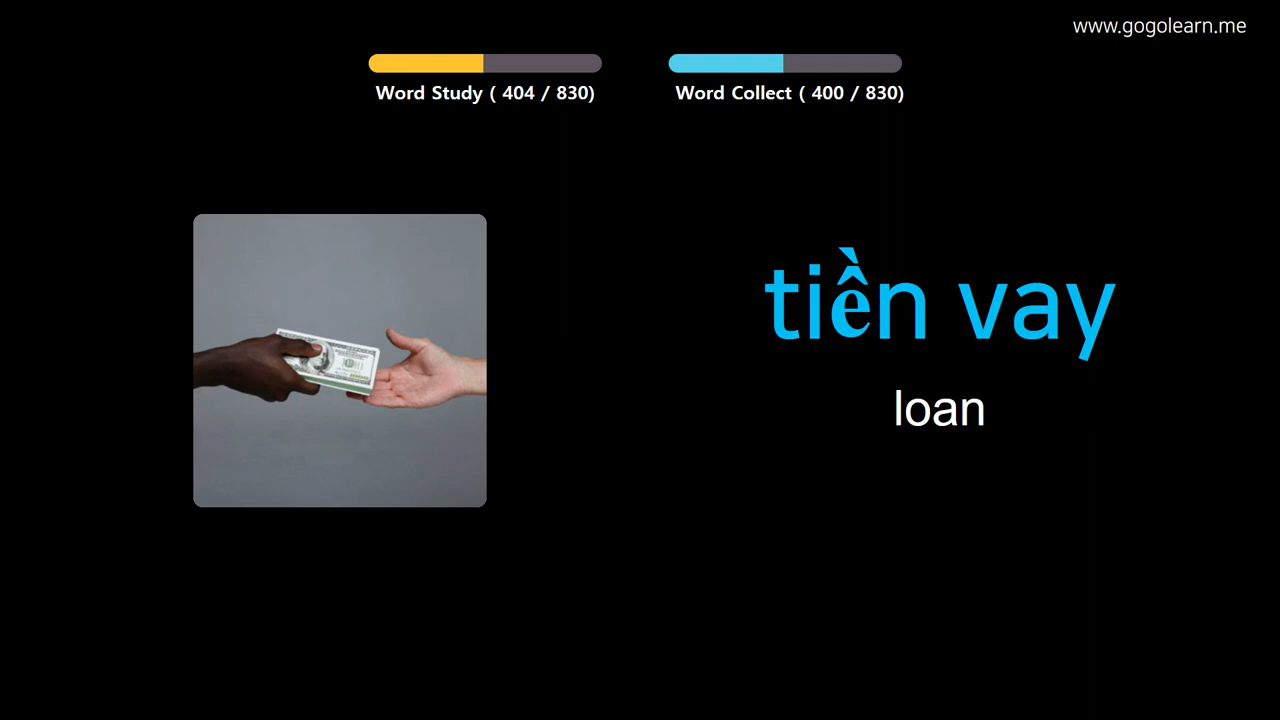 www.gogolearn.me
Word Study ( 404 / 830)
Word Collect ( 400 / 830)
tiền vay
loan